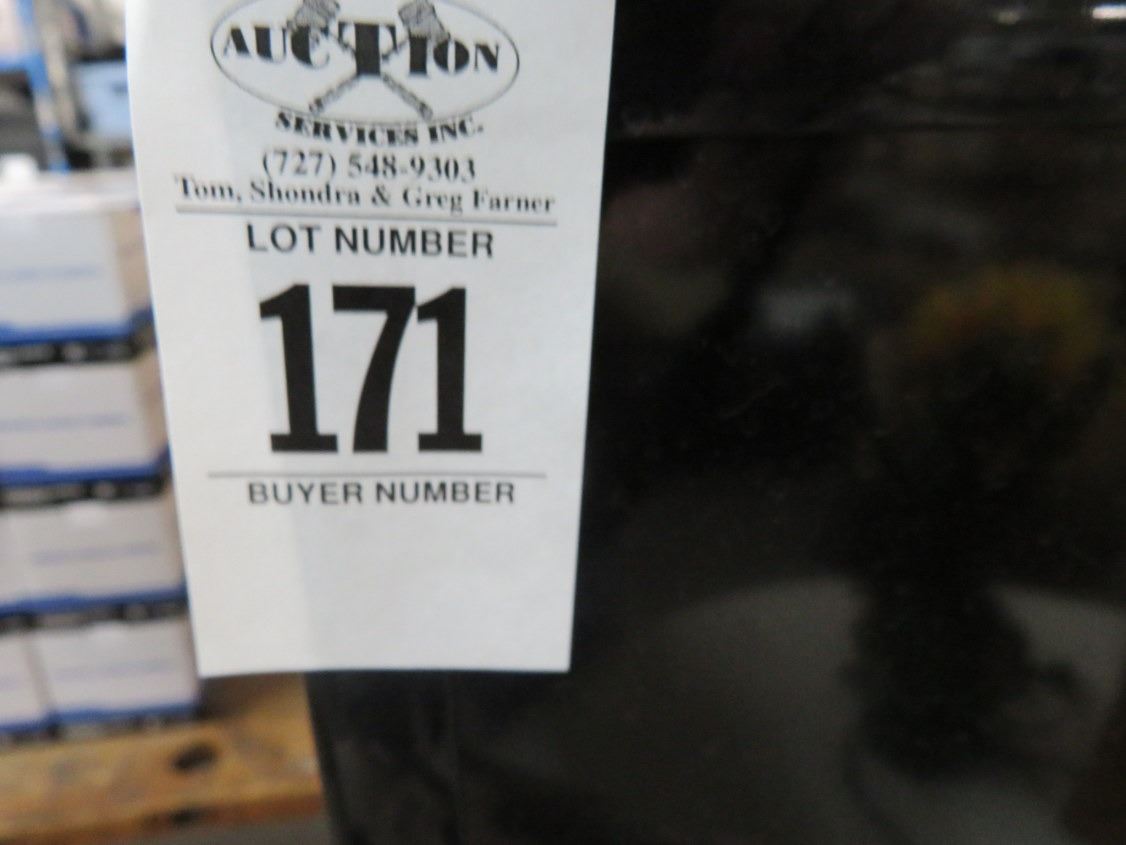 AUCTION
SERVICES INC.
(727) 548-9303
Tom, Shondra & Greg Farner
LOT NUMBER
171
BUYER NUMBER